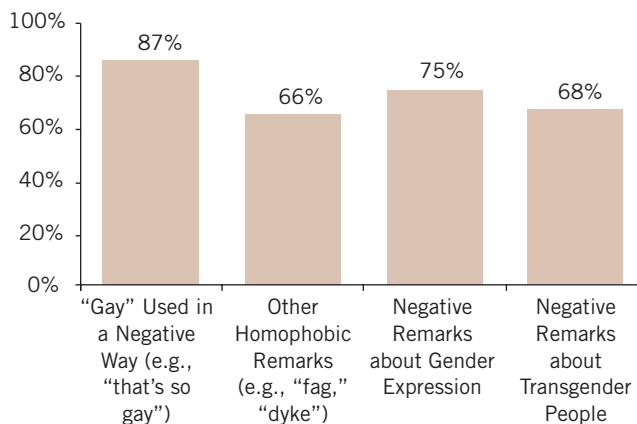 100%
87%
80%
75%
66%
68%
60%
40%
20%
0%
“Gay” Used in
a Negative
Way (e.g.,
“that’s so
gay”)
Other
Homophobic
Remarks
(e.g., “fag,”
“dyke”)
Negative
Remarks
about Gender
Expression
Negative
Remarks
about
Transgender
People